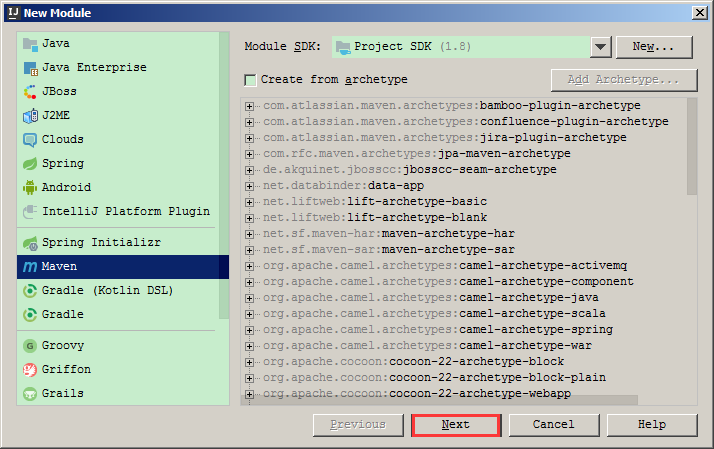 New Module
Java
Java Enterprise
JBoss
J2ME
Clouds
Spring
Android
IntelliJ Platform Plugin
Spring Initializr
Maven
Gradle (Kotlin DSL)
Gradle
Groovy
Griffon
Grails
Module SDK: Project SDK (1.8) New...
Create from archetype Add Archetype...
com.atlassian.maven.archetypes:bamboo-plugin-archetype
com.atlassian.maven.archetypes:confluence-plugin-archetype
com.atlassian.maven.archetypes:jira-plugin-archetype
com.rfc.maven.archetypes:jpa-maven-archetype
de.akquinet.jbosscc:jbosscc-seam-archetype
net.databinder:data-app
net.liftweb:lift-archetype-basic
net.liftweb:lift-archetype-blank
net.sf.maven-har:maven-archetype-har
net.sf.maven-sar:maven-archetype-sar
org.apache.camel.archetypes:camel-archetype-activemq
org.apache.camel.archetypes:camel-archetype-component
org.apache.camel.archetypes:camel-archetype-java
org.apache.camel.archetypes:camel-archetype-scala
org.apache.camel.archetypes:camel-archetype-spring
org.apache.camel.archetypes:camel-archetype-war
org.apache.cocoon:cocoon-22-archetype-block
org.apache.cocoon:cocoon-22-archetype-block-plain
org.apache.cocoon:cocoon-22-archetype-webapp
Previous Next Cancel Help